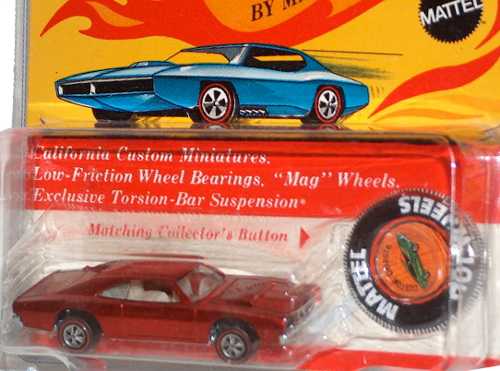 BY
MATTEL
California Custom Miniatures.
Low-Friction Wheel Bearings. "Mag" Wheels.
Exclusive Torsion-Bar Suspension
Matching Collector's Button
MATTEL
WHEELS